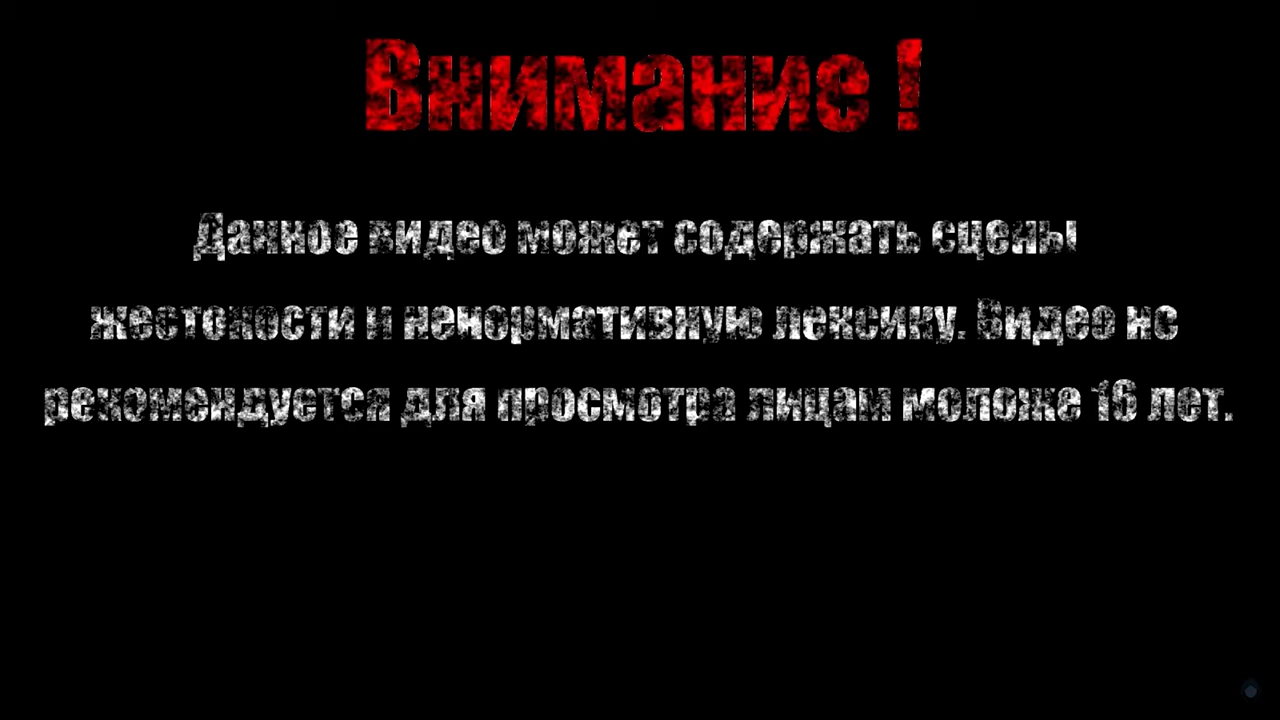 Внимание !
Данное видео может содержать сцены
жестокости и ненормативную лексику. Видео не
рекомендуется для просмотра лицам моложе 16 лет.